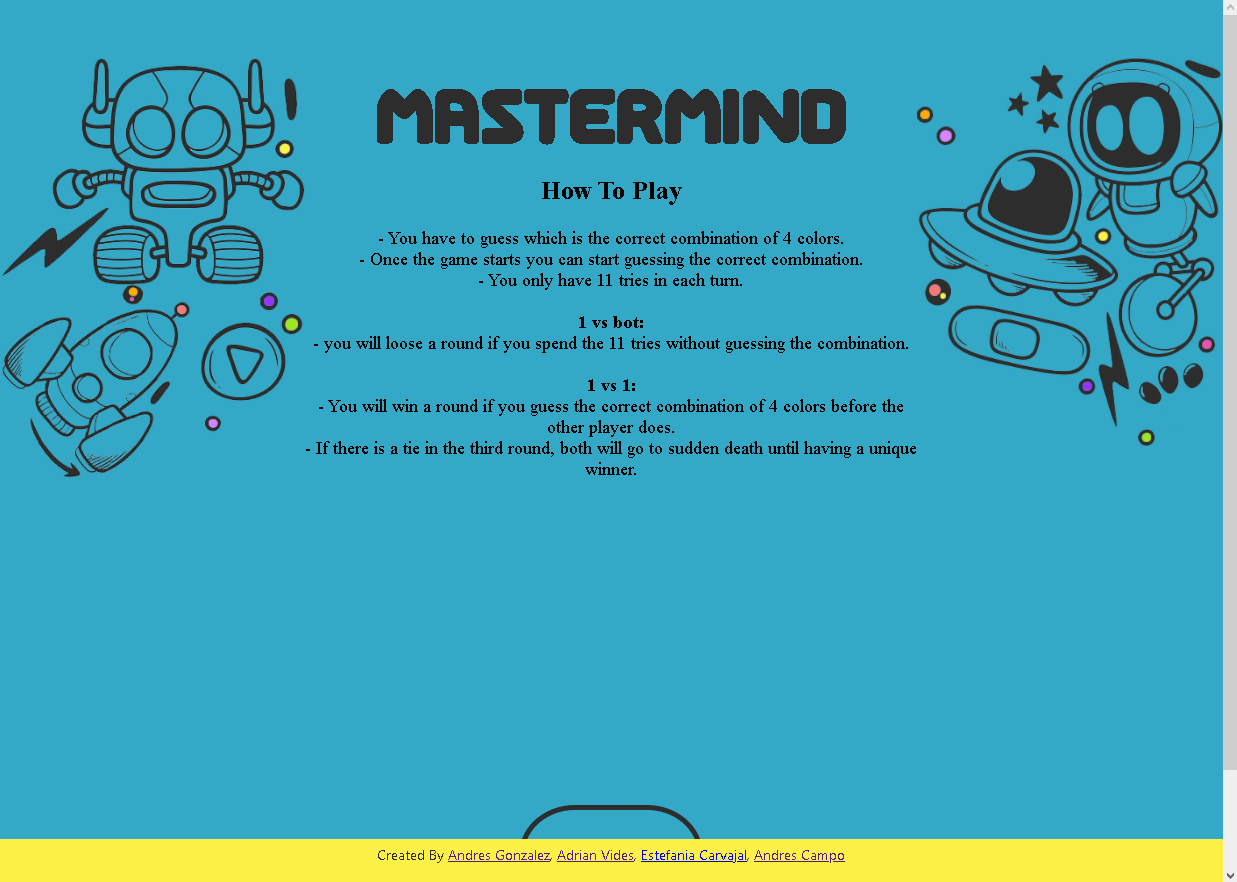 MASTERMIND
How To Play
- You have to guess which is the correct combination of 4 colors.
- Once the game starts you can start guessing the correct combination.
- You only have 11 tries in each turn.
1 vs bot:
- you will loose a round if you spend the 11 tries without guessing the combination.
1 vs 1:
- You will win a round if you guess the correct combination of 4 colors before the
other player does.
- If there is a tie in the third round, both will go to sudden death until having a unique
winner.
Created By Andres Gonzalez, Adrian Vides, Estefania Carvajal, Andres Campo